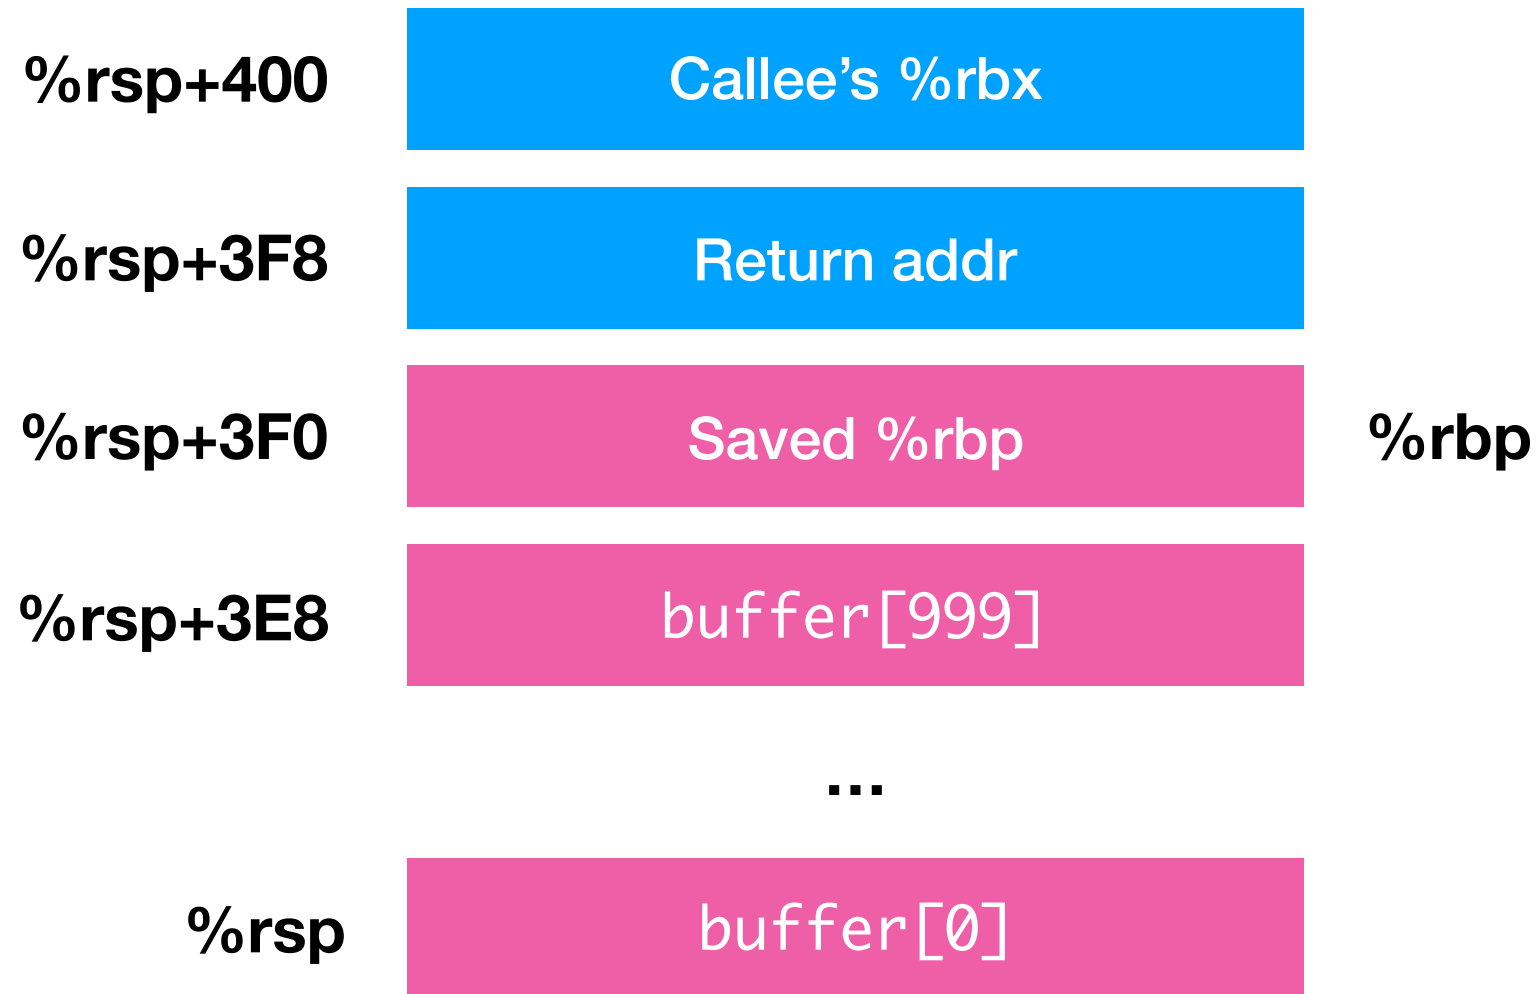 %rsp+400 Callee’s %rbx
%rsp+3F8 Return addr
%rsp+3F0 Saved %rbp %rbp
%rsp+3E8 buffer[999]
...
%rsp buffer[0]